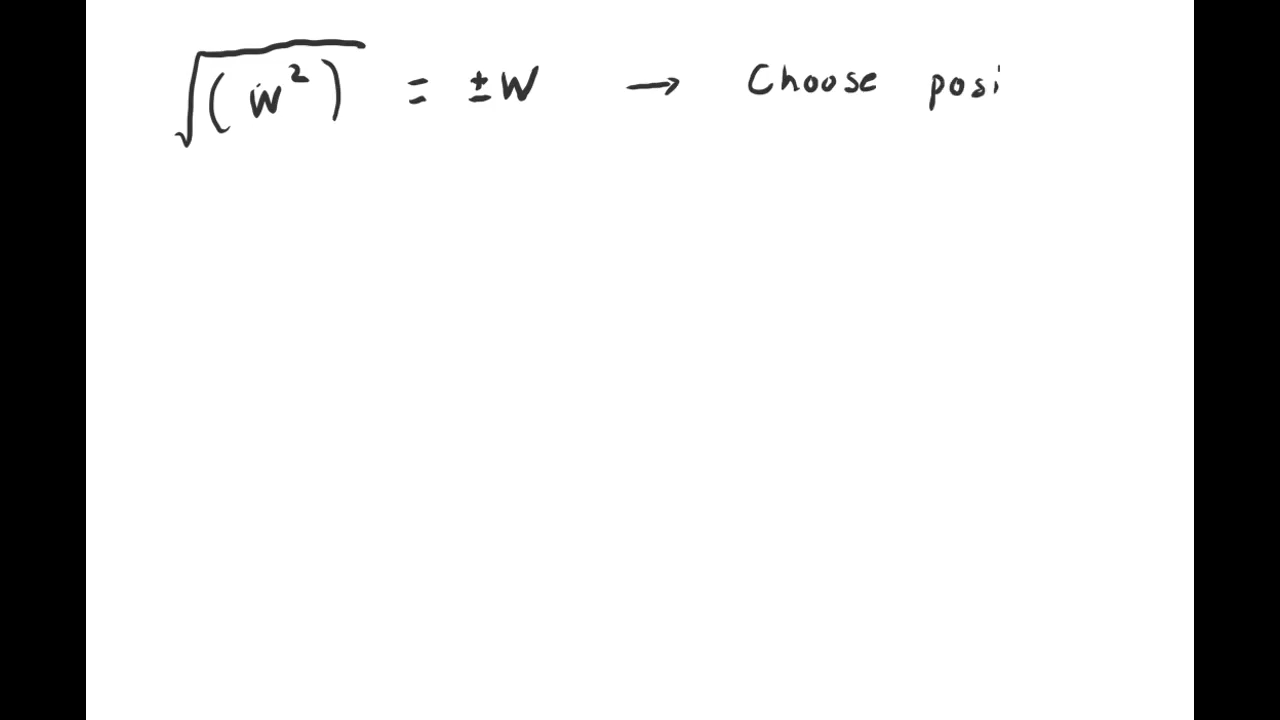 √(w²) = ±w → Choose posi